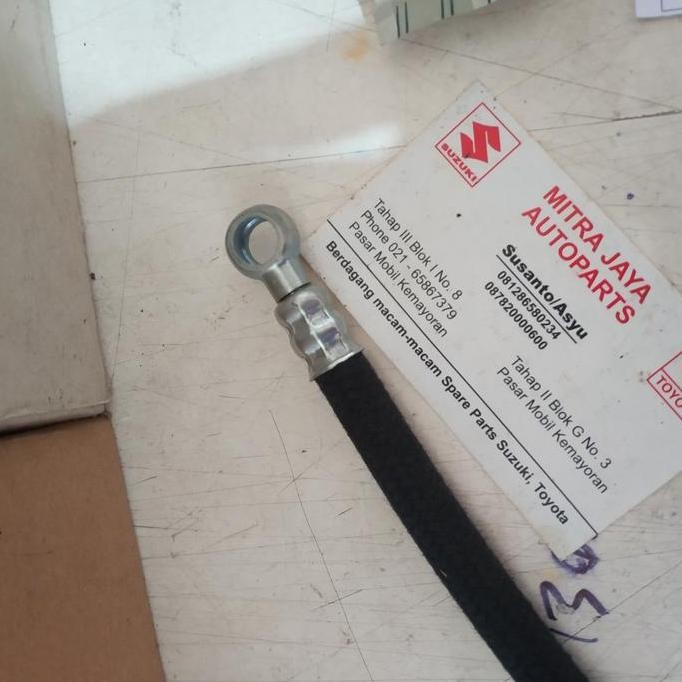 SUZUKI
MITRA JAYA
AUTOPARTS
Tahap III Blok I No. 8
Phone 021 - 65867379
Pasar Mobil Kemayoran
Susanto/Asyu
081286580234
087820000600
Tahap II Blok G No. 3
Pasar Mobil Kemayoran
Berdagang macam-macam Spare Parts Suzuki, Toyota